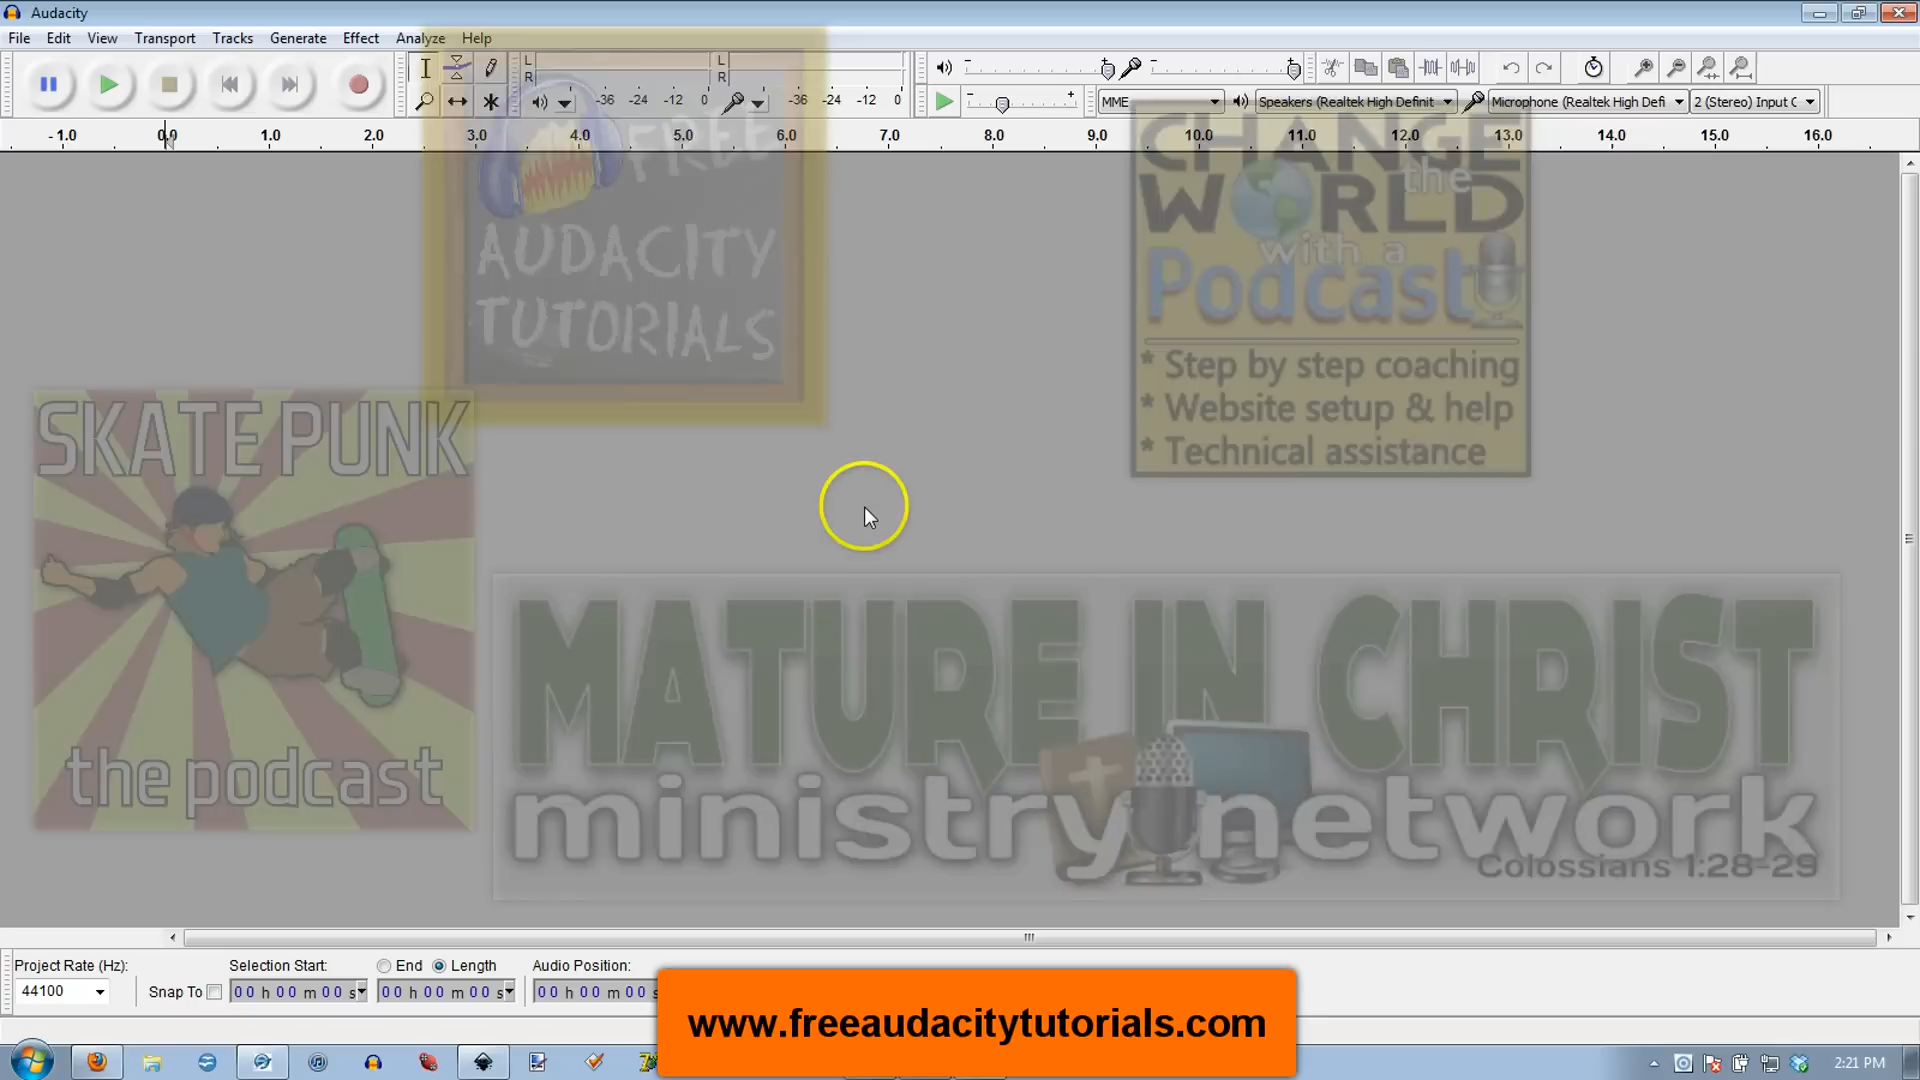 Audacity
File Edit View Transport Tracks Generate Effect Analyze Help
L L
R R
-36 -24 -12 0 -36 -24 -12 0
MME Speakers (Realtek High Definit Microphone (Realtek High Defi 2 (Stereo) Input C
- 1.0 0.0 1.0 2.0 3.0 4.0 5.0 6.0 7.0 8.0 9.0 10.0 11.0 12.0 13.0 14.0 15.0 16.0
FREE
AUDACITY
TUTORIALS
CHANGE
the
WORLD
with a
Podcast
* Step by step coaching
* Website setup & help
* Technical assistance
SKATE PUNK
the podcast
MATURE IN CHRIST
ministry network
Colossians 1:28-29
Project Rate (Hz): Selection Start: End Length Audio Position:
44100 Snap To 00 h 00 m 00 s 00 h 00 m 00 s 00 h 00 m 00 s
www.freeaudacitytutorials.com
2:21 PM